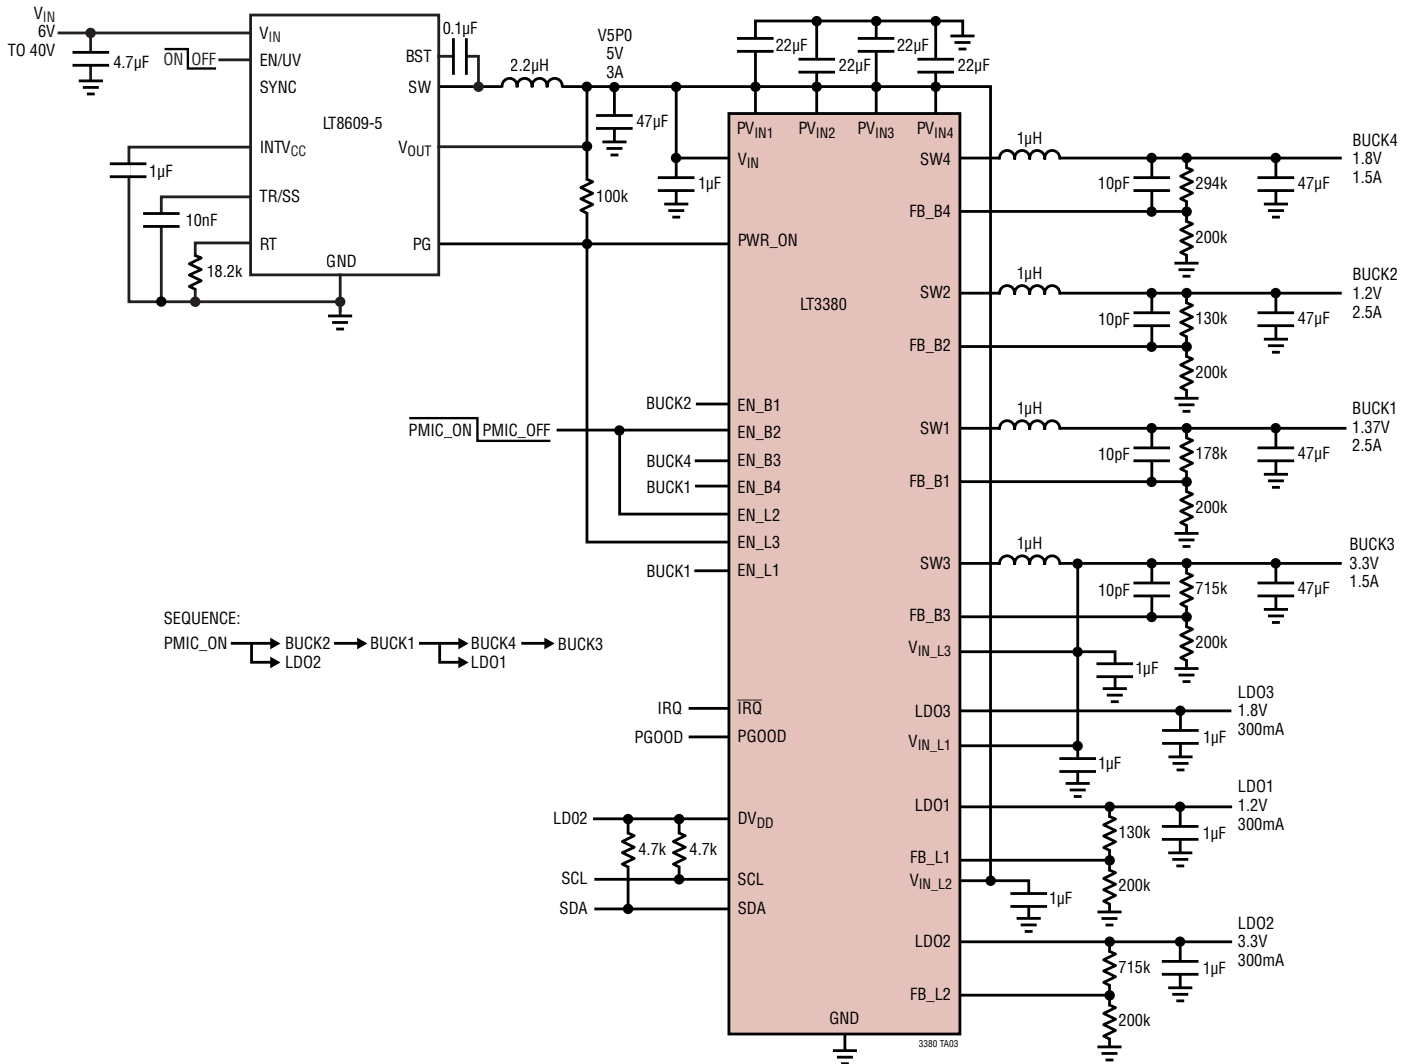 VIN
6V
TO 40V
4.7µF
ON OFF
VIN
EN/UV
SYNC
INTVCC
TR/SS
RT
BST
SW
LT8609-5
VOUT
PG
GND
1µF
10nF
18.2k
0.1µF
2.2µH
V5P0
5V
3A
47µF
100k
1µF
22µF
22µF
22µF
22µF
PVIN1
PVIN2
PVIN3
PVIN4
VIN
PWR_ON
LT3380
BUCK2
EN_B1
PMIC_ON PMIC_OFF
EN_B2
BUCK4
EN_B3
BUCK1
EN_B4
EN_L2
EN_L3
BUCK1
EN_L1
SEQUENCE:
PMIC_ON BUCK2 BUCK1 BUCK4 BUCK3
LDO2 LDO1
IRQ
IRQ
PGOOD
PGOOD
LDO2
DVDD
4.7k
4.7k
SCL
SCL
SDA
SDA
GND
3380 TA03
SW4
1µH
10pF
294k
47µF
BUCK4
1.8V
1.5A
FB_B4
200k
SW2
1µH
10pF
130k
47µF
BUCK2
1.2V
2.5A
FB_B2
200k
SW1
1µH
10pF
178k
47µF
BUCK1
1.37V
2.5A
FB_B1
200k
SW3
1µH
10pF
715k
47µF
BUCK3
3.3V
1.5A
FB_B3
200k
VIN_L3
1µF
LDO3
1µF
LDO3
1.8V
300mA
VIN_L1
1µF
LDO1
130k
1µF
LDO1
1.2V
300mA
FB_L1
200k
VIN_L2
1µF
LDO2
715k
1µF
LDO2
3.3V
300mA
FB_L2
200k